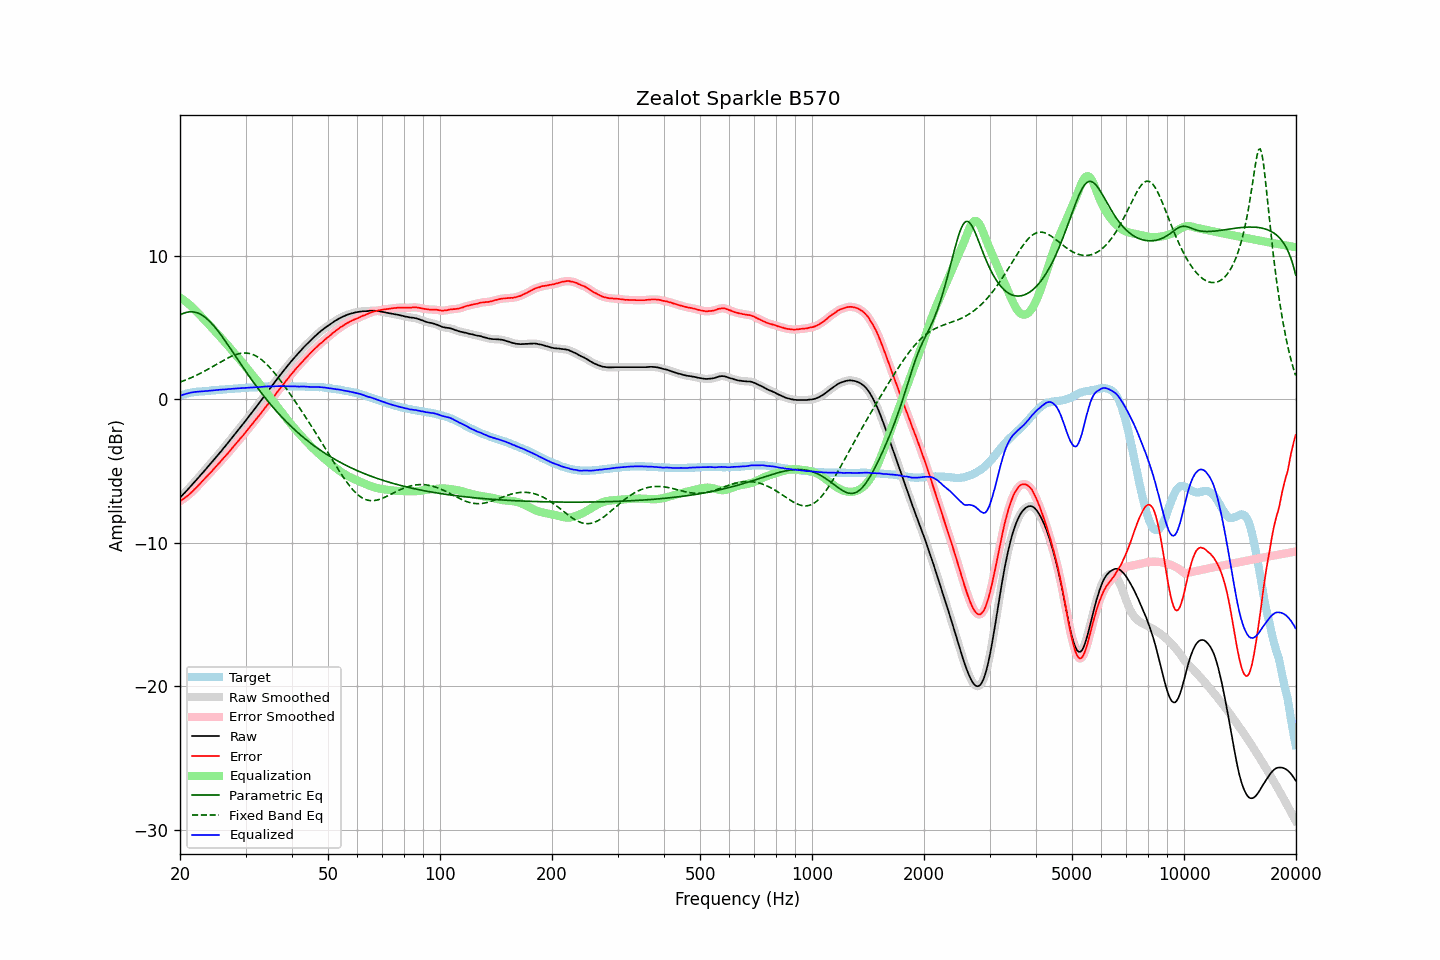 Zealot Sparkle B570
Amplitude (dBr)
10
0
−10
−20
−30
Target
Raw Smoothed
Error Smoothed
Raw
Error
Equalization
Parametric Eq
Fixed Band Eq
Equalized
20 50 100 200 500 1000 2000 5000 10000 20000
Frequency (Hz)